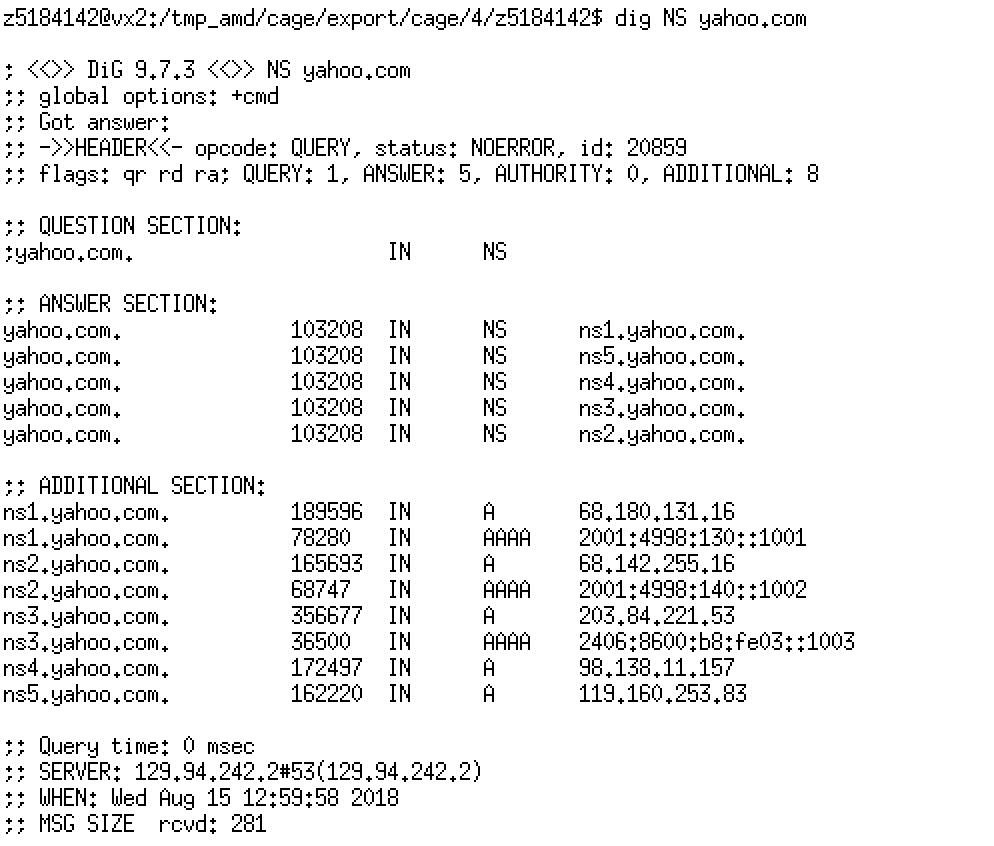 z5184142@vx2:/tmp_amd/cage/export/cage/4/z5184142$ dig NS yahoo.com
; <<>> DiG 9.7.3 <<>> NS yahoo.com
;; global options: +cmd
;; Got answer:
;; ->>HEADER<<- opcode: QUERY, status: NOERROR, id: 20859
;; flags: qr rd ra; QUERY: 1, ANSWER: 5, AUTHORITY: 0, ADDITIONAL: 8
;; QUESTION SECTION:
;yahoo.com. IN NS
;; ANSWER SECTION:
yahoo.com. 103208 IN NS ns1.yahoo.com.
yahoo.com. 103208 IN NS ns5.yahoo.com.
yahoo.com. 103208 IN NS ns4.yahoo.com.
yahoo.com. 103208 IN NS ns3.yahoo.com.
yahoo.com. 103208 IN NS ns2.yahoo.com.
;; ADDITIONAL SECTION:
ns1.yahoo.com. 189596 IN A 68.180.131.16
ns1.yahoo.com. 78280 IN AAAA 2001:4998:130::1001
ns2.yahoo.com. 165693 IN A 68.142.255.16
ns2.yahoo.com. 68747 IN AAAA 2001:4998:140::1002
ns3.yahoo.com. 356677 IN A 203.84.221.53
ns3.yahoo.com. 36500 IN AAAA 2406:8600:b8:fe03::1003
ns4.yahoo.com. 172497 IN A 98.138.11.157
ns5.yahoo.com. 162220 IN A 119.160.253.83
;; Query time: 0 msec
;; SERVER: 129.94.242.2#53(129.94.242.2)
;; WHEN: Wed Aug 15 12:59:58 2018
;; MSG SIZE rcvd: 281